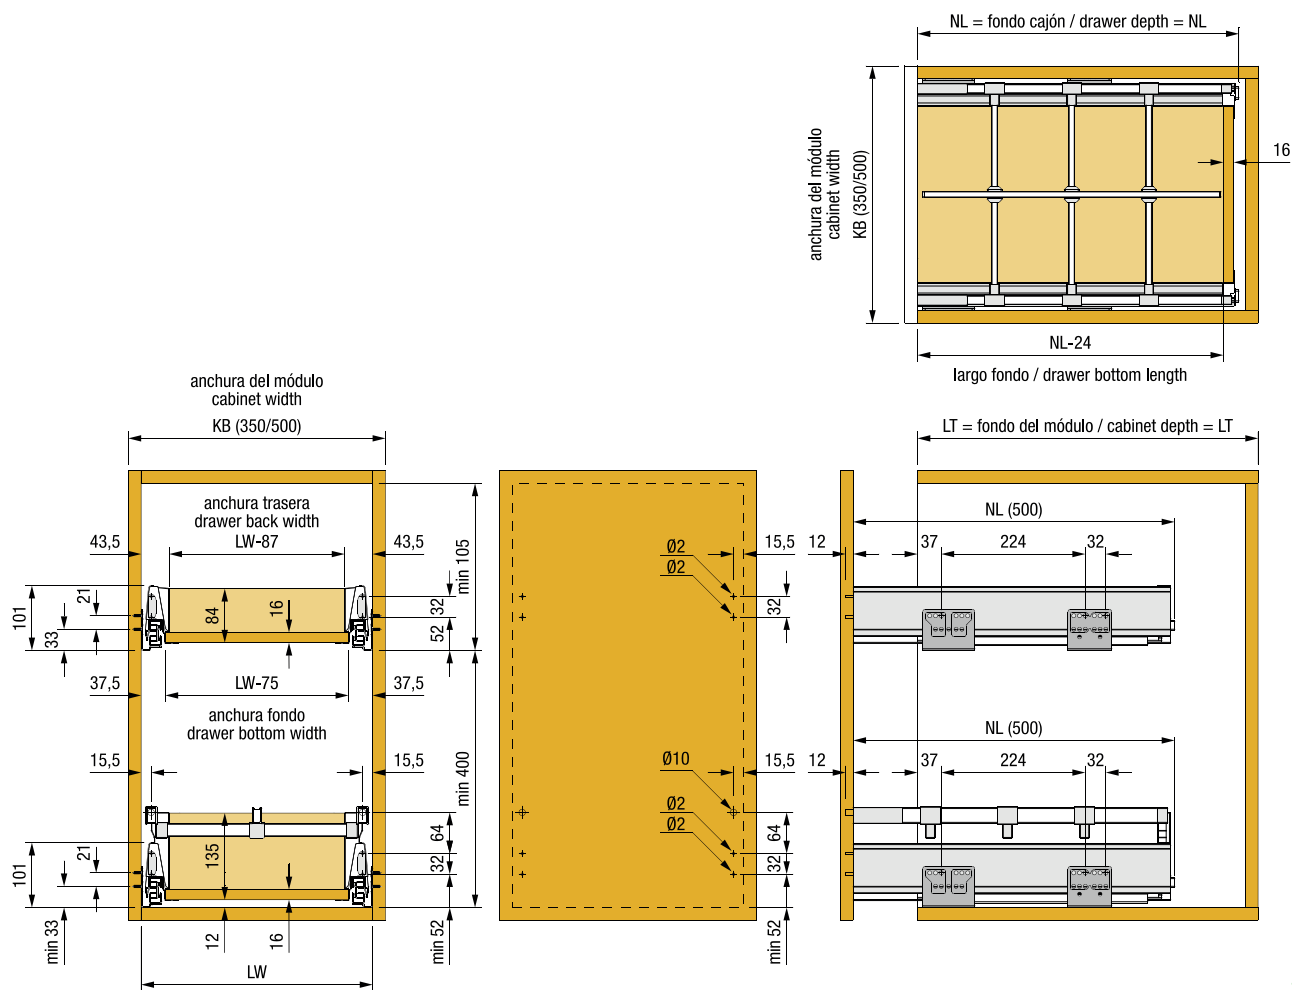 NL = fondo cajón / drawer depth = NL
anchura del módulo
cabinet width
KB (350/500)
16
NL-24
largo fondo / drawer bottom length
anchura del módulo
cabinet width
KB (350/500)
anchura trasera
drawer back width
43,5
LW-87
43,5
101
21
33
84
16
32
52
min 105
37,5
LW-75
37,5
anchura fondo
drawer bottom width
15,5
15,5
min 400
101
21
135
64
32
min 33
12
16
min 52
LW
Ø2
Ø2
15,5
32
Ø10
15,5
Ø2
Ø2
64
32
min 52
LT = fondo del módulo / cabinet depth = LT
NL (500)
12
37
224
32
NL (500)
12
37
224
32